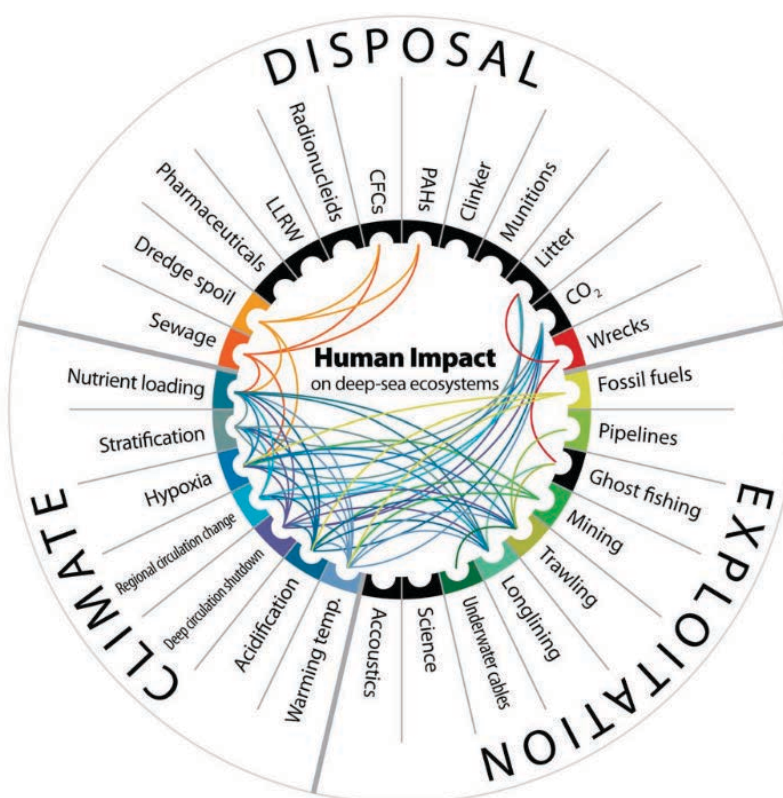 DISPOSAL
Sewage
Dredge spoil
Pharmaceuticals
LLRW
Radionucleids
CFCs
PAHs
Clinker
Munitions
Litter
CO₂
Wrecks
EXPLOITATION
Fossil fuels
Pipelines
Ghost fishing
Mining
Trawling
Longlining
Underwater cables
Science
Accoustics
CLIMATE
Warming temp.
Acidification
Deep circulation shutdown
Regional circulation change
Hypoxia
Stratification
Nutrient loading
Human Impact
on deep-sea ecosystems